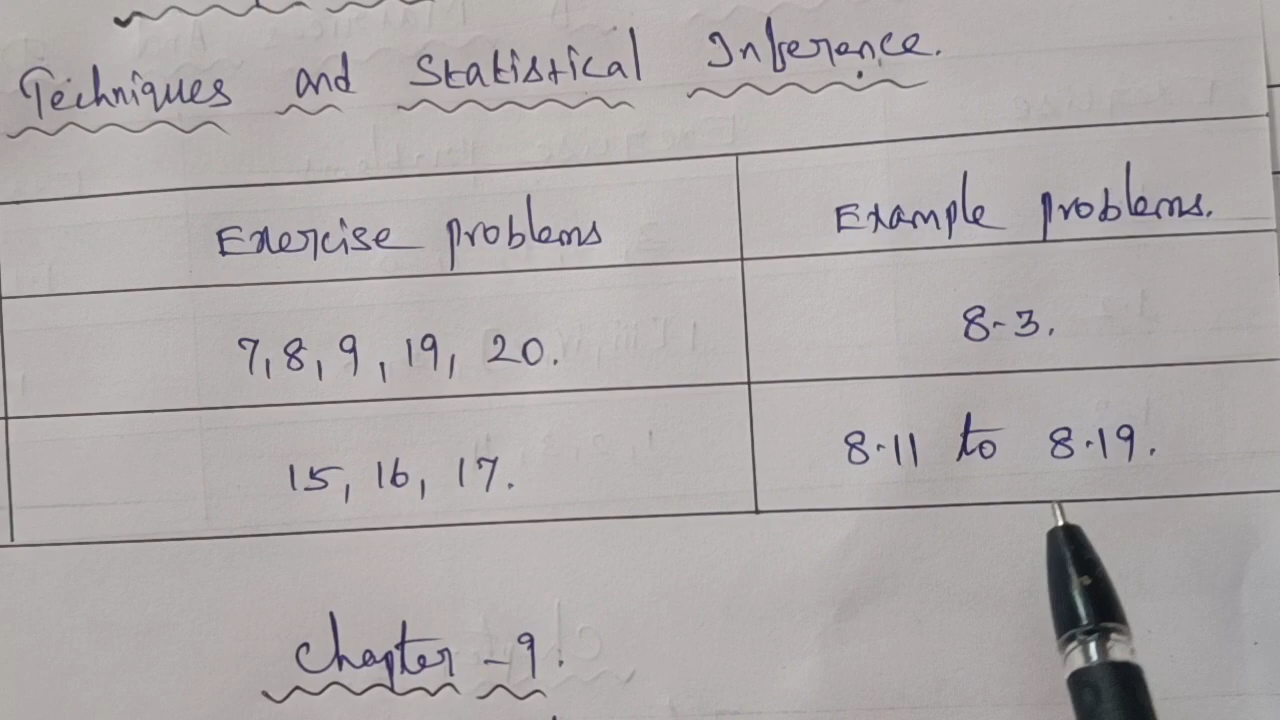 Techniques and Statistical Inference.
Exercise problems Example problems.
7, 8, 9, 19, 20. 8.3.
15, 16, 17. 8.11 to 8.19.
chapter - 9.